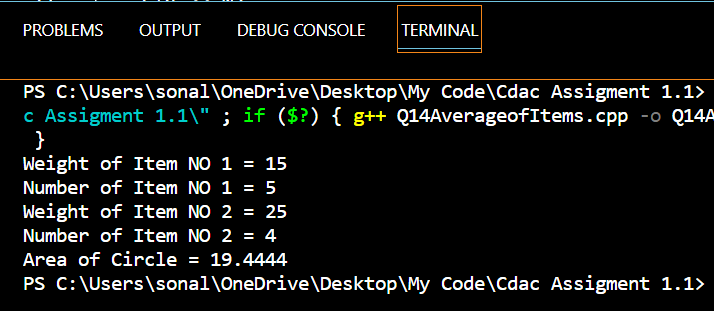 PROBLEMS OUTPUT DEBUG CONSOLE TERMINAL
PS C:\Users\sonal\OneDrive\Desktop\My Code\Cdac Assigment 1.1>
c Assigment 1.1\" ; if ($?) { g++ Q14AverageofItems.cpp -o Q14A
}
Weight of Item NO 1 = 15
Number of Item NO 1 = 5
Weight of Item NO 2 = 25
Number of Item NO 2 = 4
Area of Circle = 19.4444
PS C:\Users\sonal\OneDrive\Desktop\My Code\Cdac Assigment 1.1>